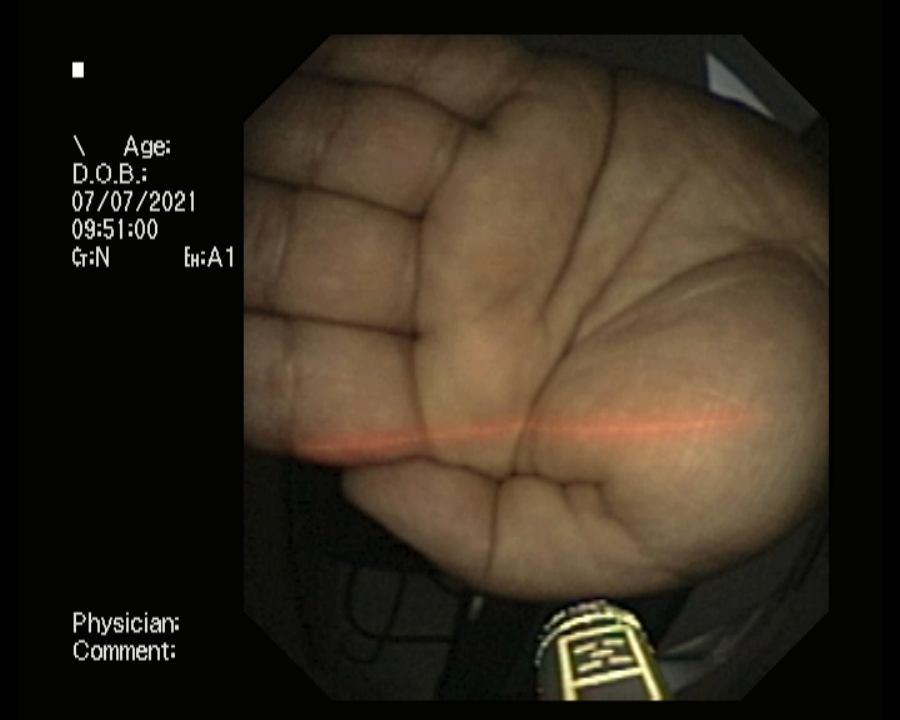 \ Age:
D.O.B.:
07/07/2021
09:51:00
Cr:N EH:A1
Physician:
Comment: